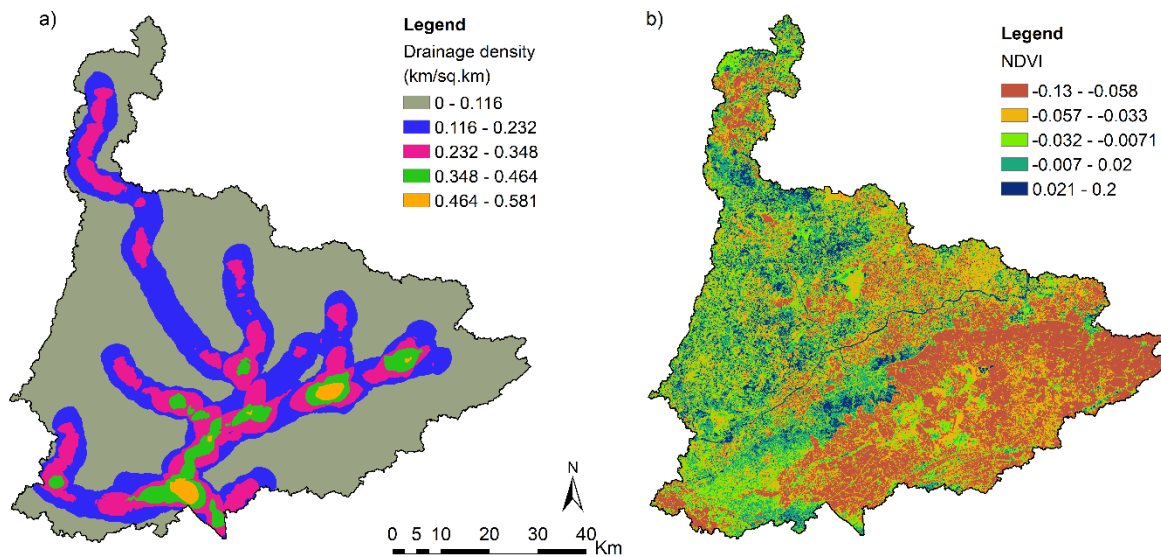 a)
Legend
Drainage density
(km/sq.km)
0 - 0.116
0.116 - 0.232
0.232 - 0.348
0.348 - 0.464
0.464 - 0.581
b)
Legend
NDVI
-0.13 - -0.058
-0.057 - -0.033
-0.032 - -0.0071
-0.007 - 0.02
0.021 - 0.2
N
0 5 10 20 30 40
Km